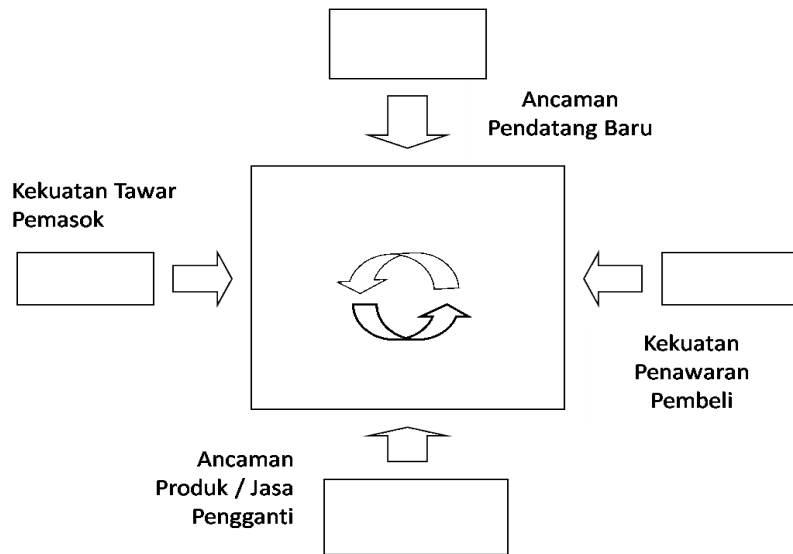 Ancaman
Pendatang Baru
Kekuatan Tawar
Pemasok
Kekuatan
Penawaran
Pembeli
Ancaman
Produk / Jasa
Pengganti